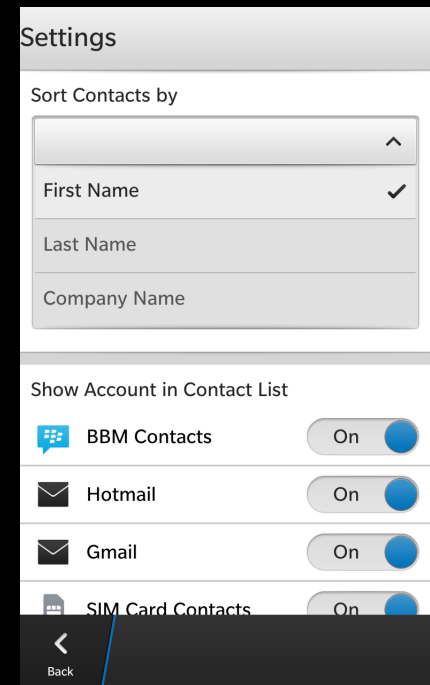 Settings
Sort Contacts by
First Name
Last Name
Company Name
Show Account in Contact List
BBM Contacts On
Hotmail On
Gmail On
SIM Card Contacts On
Back